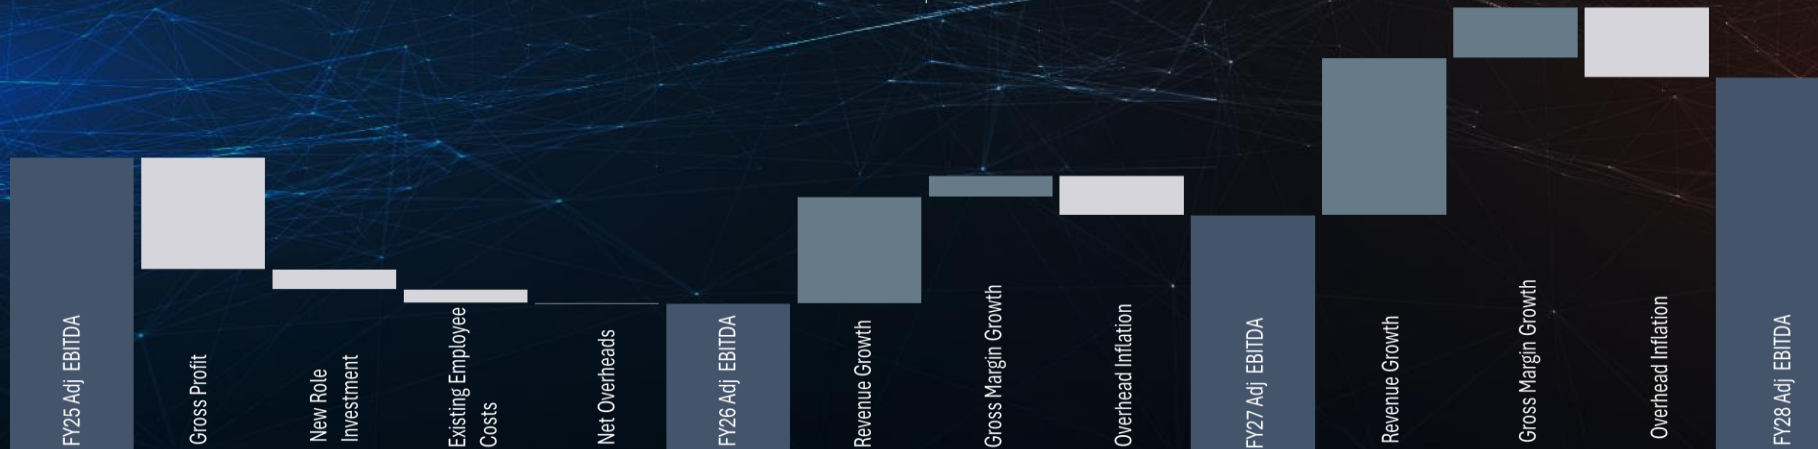 FY25 Adj EBITDA
Gross Profit
New Role
Investment
Existing Employee
Costs
Net Overheads
FY26 Adj EBITDA
Revenue Growth
Gross Margin Growth
Overhead Inflation
FY27 Adj EBITDA
Revenue Growth
Gross Margin Growth
Overhead Inflation
FY28 Adj EBITDA